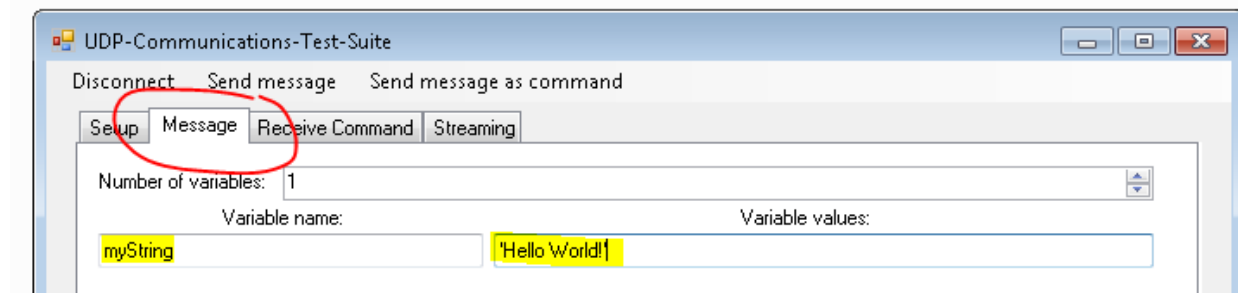 UDP-Communications-Test-Suite
Disconnect Send message Send message as command
Setup Message Receive Command Streaming
Number of variables: 1
Variable name: Variable values:
myString 'Hello World!'